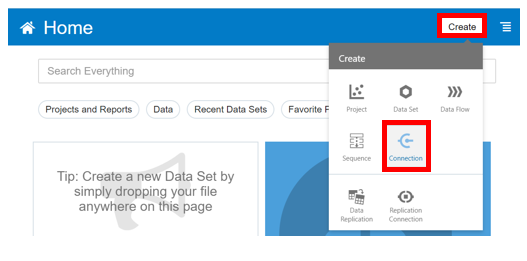 Home
Create
Search Everything
Projects and Reports
Data
Recent Data Sets
Favorite
Tip: Create a new Data Set by
simply dropping your file
anywhere on this page
Create
Project
Data Set
Data Flow
Sequence
Connection
Data
Replication
Replication
Connection